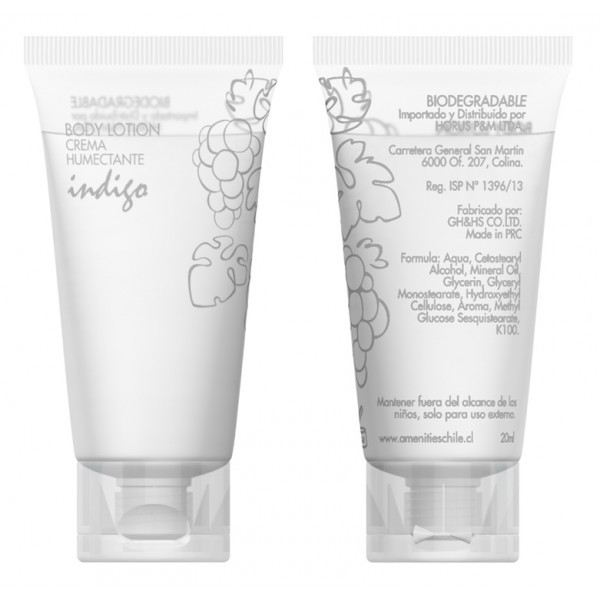 BODY LOTION
CREMA
HUMECTANTE
indigo
BIODEGRADABLE
Importado y Distribuido por
HORUS P&M LTDA.
Carretera General San Martín
6000 Of. 207, Colina.
Reg. ISP Nº 1396/13
Fabricado por:
GH&HS CO.LTD.
Made in PRC
Formula: Aqua, Cetostearyl
Alcohol, Mineral Oil,
Glycerin, Glyceryl
Monostearate, Hydroxyethyl
Cellulose, Aroma, Methyl
Glucose Sesquistearate,
K100.
Mantener fuera del alcance de los
niños, solo para uso externo.
www.amenitieschile.cl 20ml